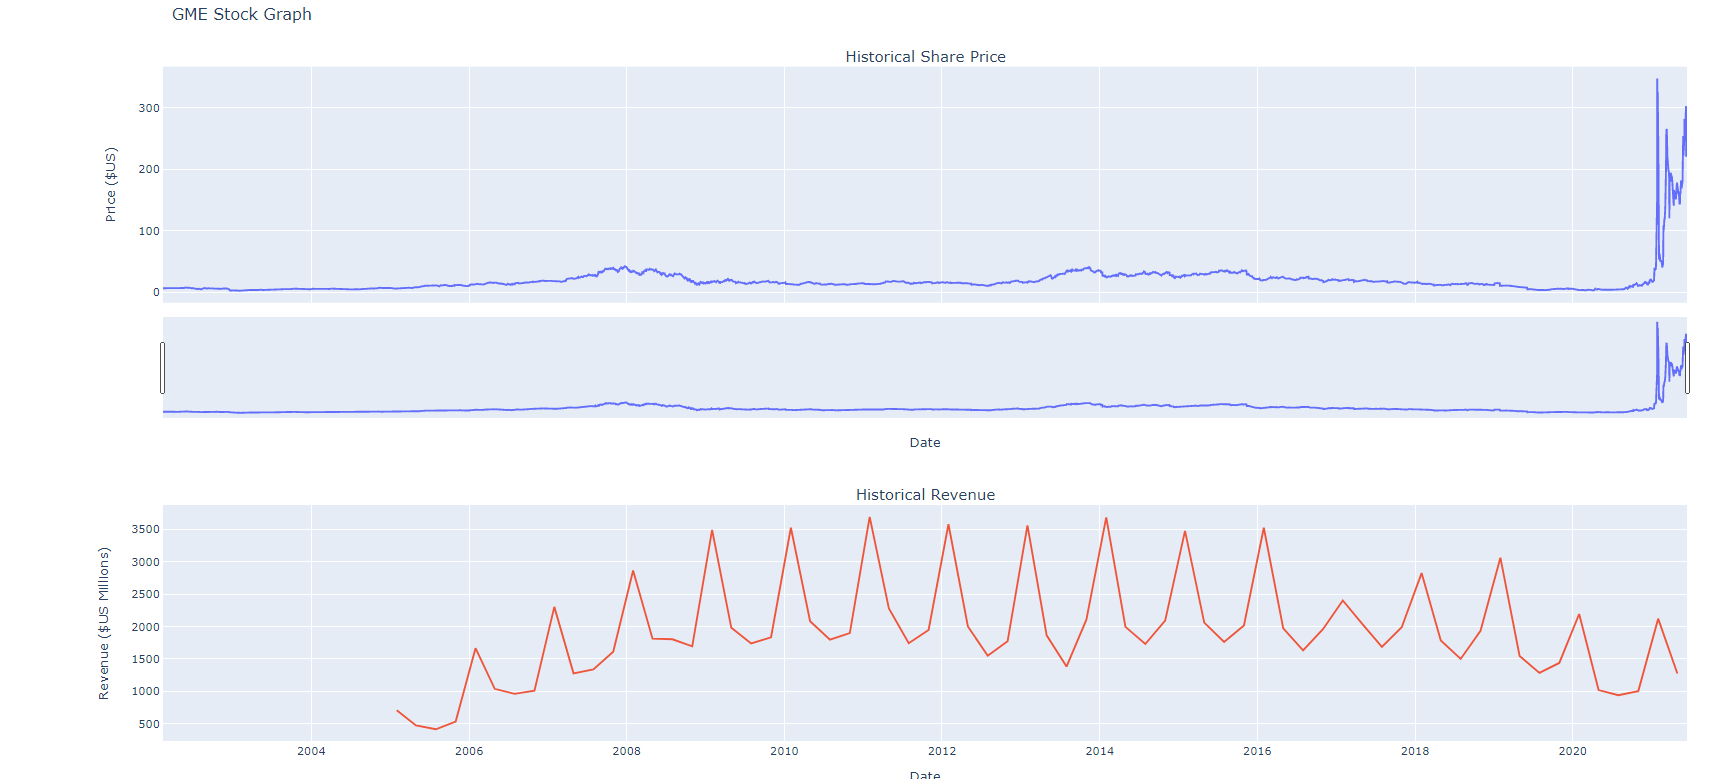 GME Stock Graph
Historical Share Price
Price ($US)
300
200
100
0
Date
Historical Revenue
Revenue ($US Millions)
3500
3000
2500
2000
1500
1000
500
2004 2006 2008 2010 2012 2014 2016 2018 2020
Date